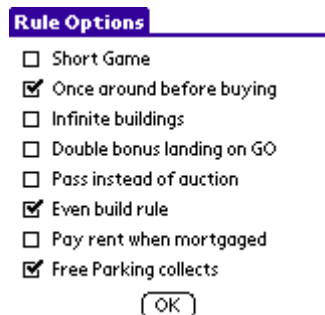 Rule Options
Short Game
Once around before buying
Infinite buildings
Double bonus landing on GO
Pass instead of auction
Even build rule
Pay rent when mortgaged
Free Parking collects
OK